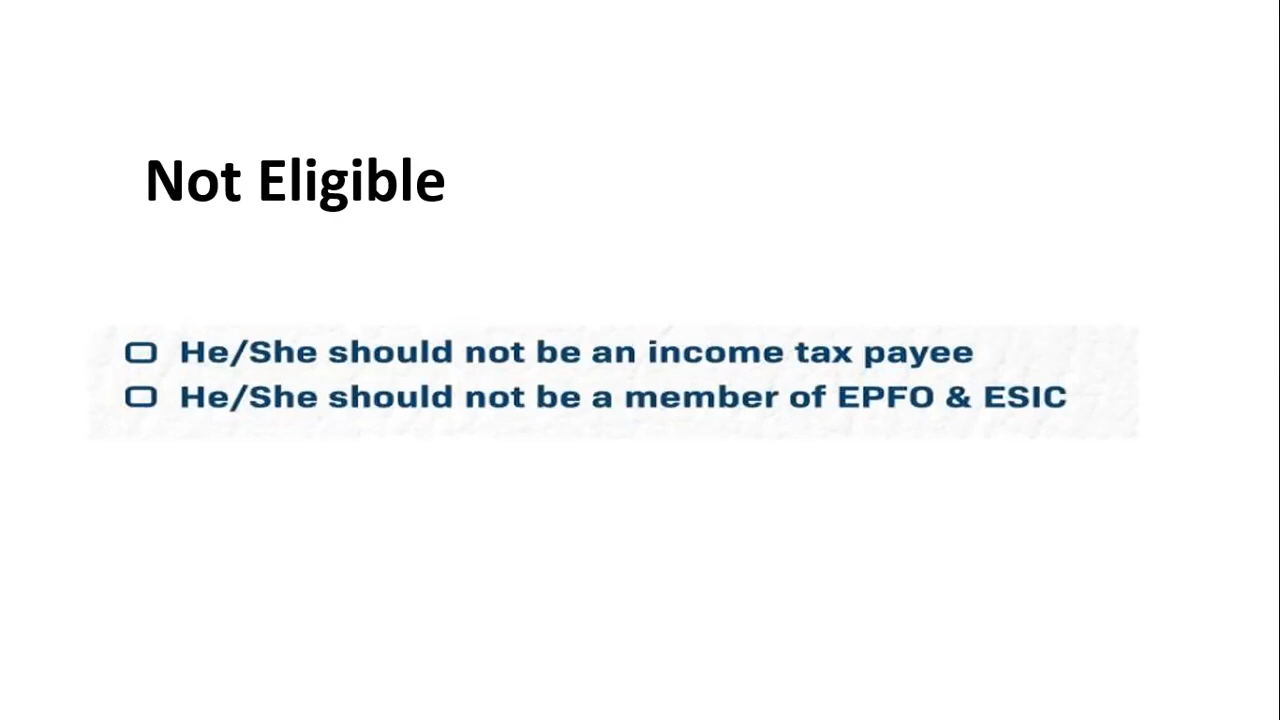 Not Eligible
He/She should not be an income tax payee
He/She should not be a member of EPFO & ESIC